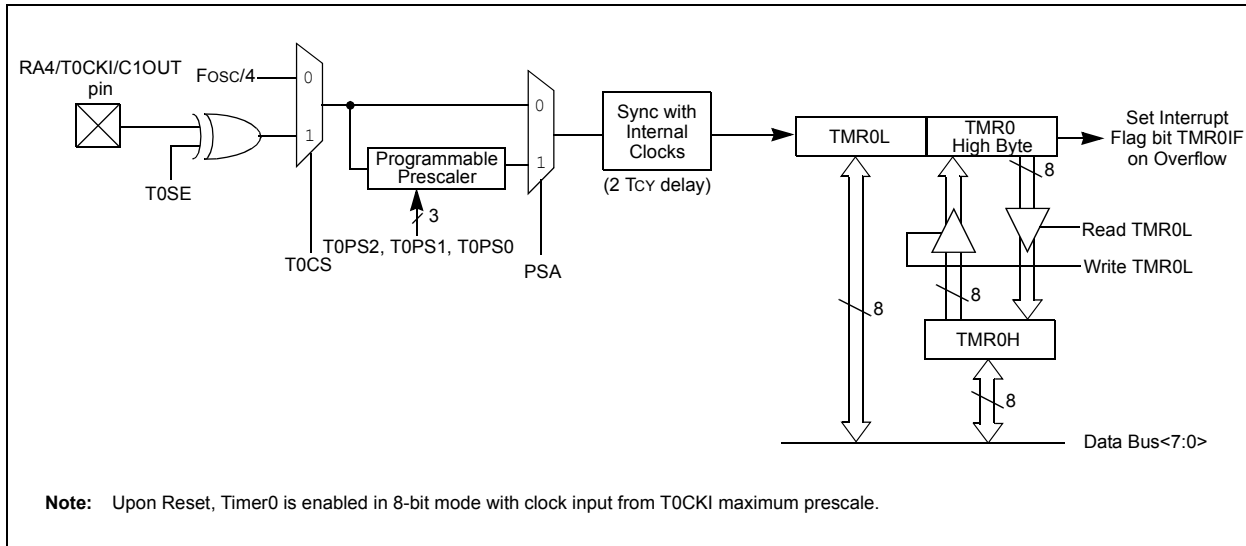 RA4/T0CKI/C1OUT
pin
FOSC/4
0
1
T0SE
T0CS
Programmable
Prescaler
3
T0PS2, T0PS1, T0PS0
0
1
PSA
Sync with
Internal
Clocks
(2 TCY delay)
TMR0L
TMR0
High Byte
Set Interrupt
Flag bit TMR0IF
on Overflow
8
Read TMR0L
Write TMR0L
8
8
TMR0H
8
Data Bus<7:0>
Note: Upon Reset, Timer0 is enabled in 8-bit mode with clock input from T0CKI maximum prescale.